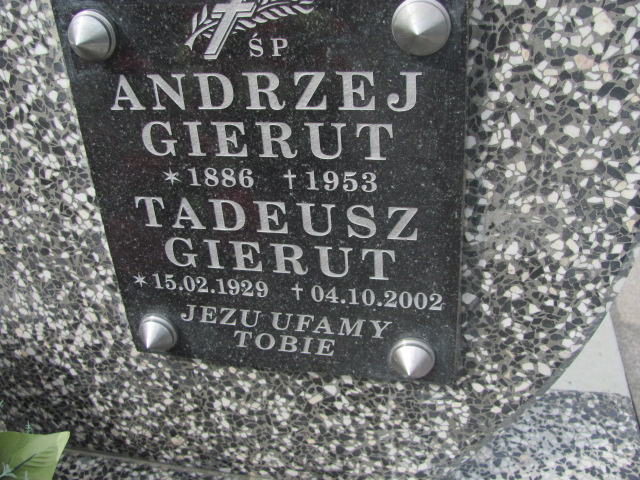 ŚP
ANDRZEJ
GIERUT
*1886 †1953
TADEUSZ
GIERUT
*15.02.1929 †04.10.2002
JEZU UFAMY
TOBIE